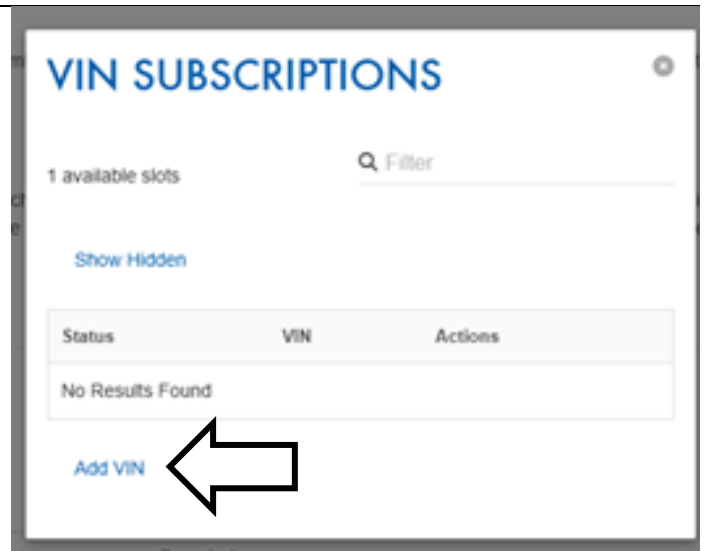 VIN SUBSCRIPTIONS
1 available slots
Filter
Show Hidden
Status VIN Actions
No Results Found
Add VIN